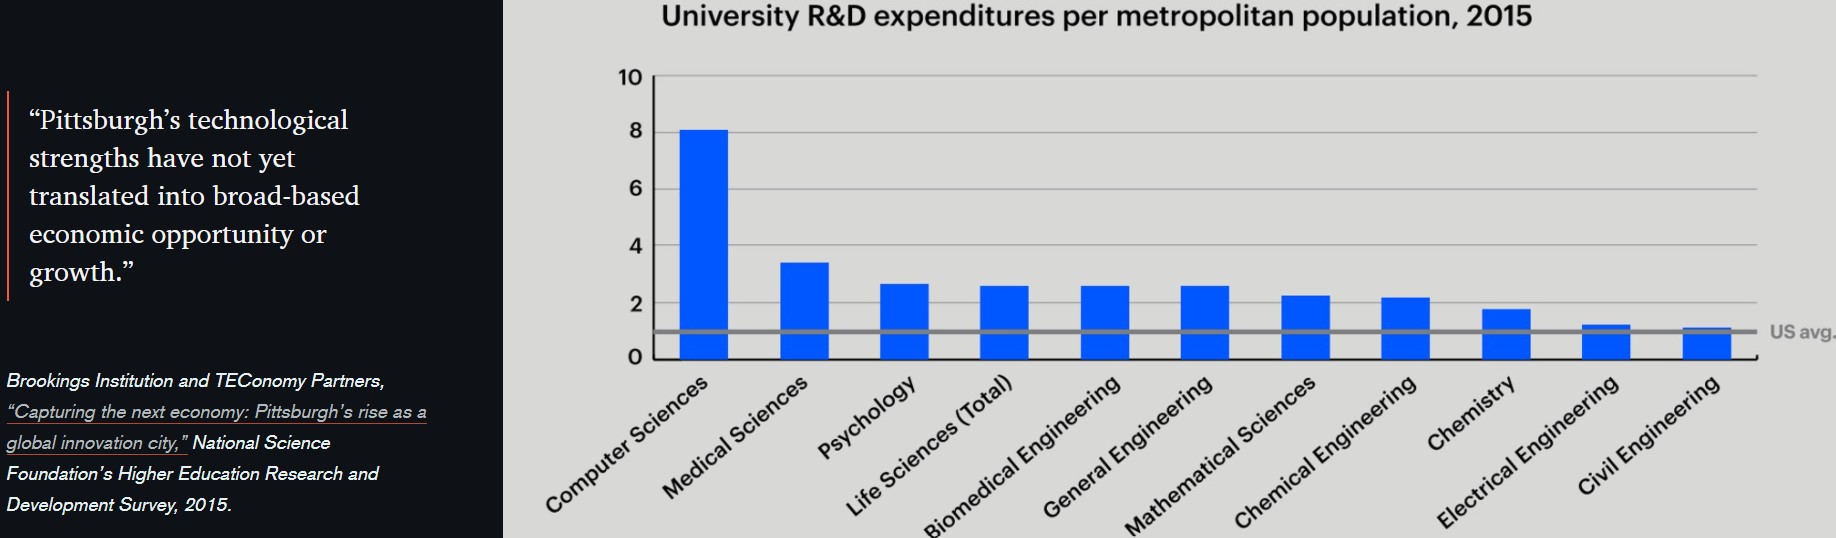 “Pittsburgh’s technological
strengths have not yet
translated into broad-based
economic opportunity or
growth.”
Brookings Institution and TEConomy Partners,
“Capturing the next economy: Pittsburgh’s rise as a
global innovation city,” National Science
Foundation’s Higher Education Research and
Development Survey, 2015.
University R&D expenditures per metropolitan population, 2015
10
8
6
4
2
0
US avg.
Computer Sciences
Medical Sciences
Psychology
Life Sciences (Total)
Biomedical Engineering
General Engineering
Mathematical Sciences
Chemical Engineering
Chemistry
Electrical Engineering
Civil Engineering